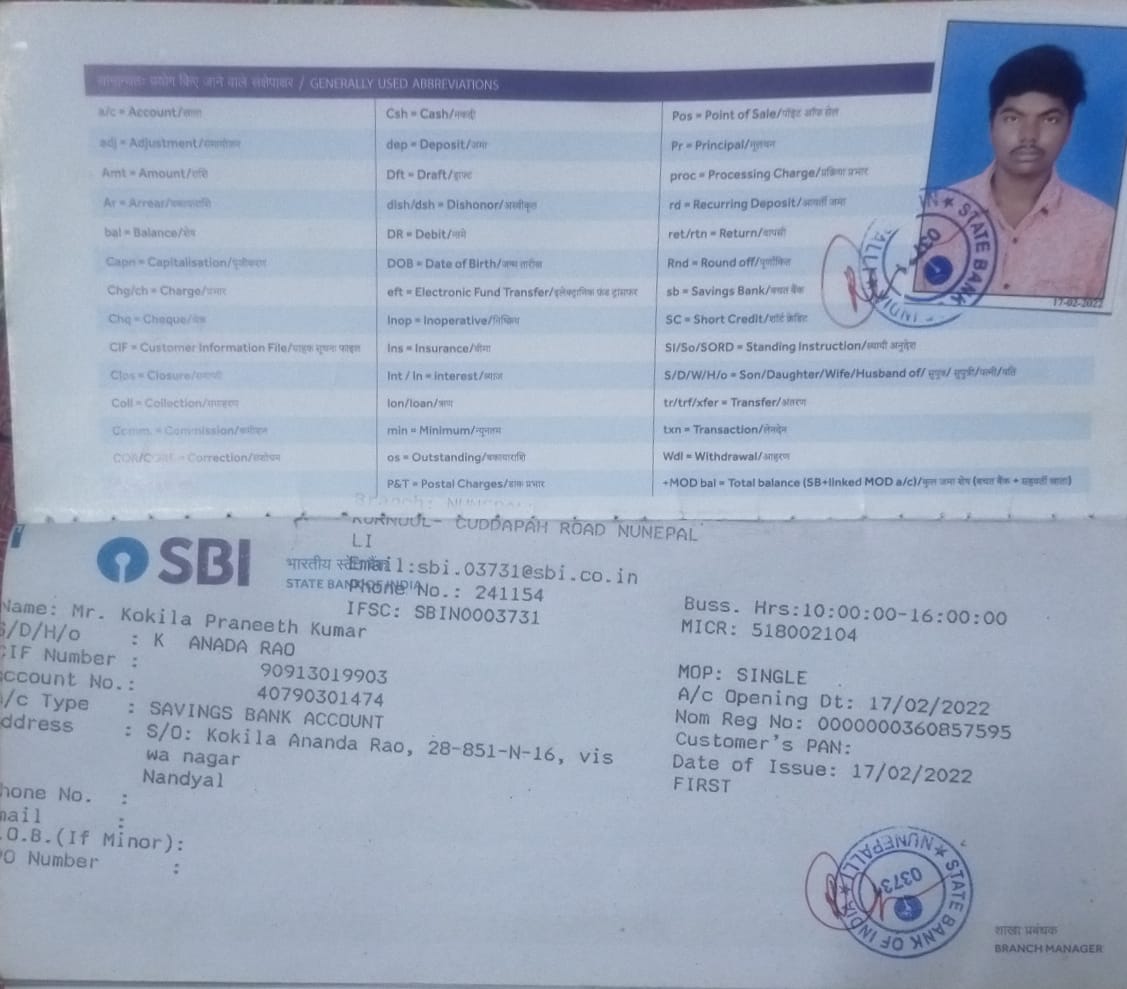 सामान्यतः प्रयोग किए जाने वाले संक्षेपाक्षर / GENERALLY USED ABBREVIATIONS
a/c = Account/खाता
adj = Adjustment/समायोजन
Amt = Amount/राशि
Ar = Arrear/बकायाराशि
bal = Balance/शेष
Capn = Capitalisation/पूंजीकरण
Chg/ch = Charge/प्रभार
Chq = Cheque/चेक
CIF = Customer Information File/ग्राहक सूचना फाइल
Clos = Closure/समाप्ती
Coll = Collection/समाहरण
Comm. = Commission/कमीशन
COR/CORR = Correction/संशोधन
Csh = Cash/नकदी
dep = Deposit/जमा
Dft = Draft/ड्राफ्ट
dish/dsh = Dishonor/अस्वीकृत
DR = Debit/नामे
DOB = Date of Birth/जन्म तारीख
eft = Electronic Fund Transfer/इलेक्ट्रानिक फंड ट्रांसफर
Inop = Inoperative/निष्क्रिय
Ins = Insurance/बीमा
Int / In = interest/ब्याज
lon/loan/ऋण
min = Minimum/न्यूनतम
os = Outstanding/बकायाराशि
P&T = Postal Charges/डाक प्रभार
Pos = Point of Sale/पॉइंट ऑफ सेल
Pr = Principal/मूलधन
proc = Processing Charge/प्रक्रिया प्रभार
rd = Recurring Deposit/आवर्ती जमा
ret/rtn = Return/वापसी
Rnd = Round off/पूर्णांकित
sb = Savings Bank/बचत बैंक
SC = Short Credit/शॉर्ट क्रेडिट
SI/So/SORD = Standing Instruction/स्थायी अनुदेश
S/D/W/H/o = Son/Daughter/Wife/Husband of/ सुपुत्र/ सुपुत्री/पत्नी/पति
tr/trf/xfer = Transfer/अंतरण
txn = Transaction/लेनदेन
Wdl = Withdrawal/आहरण
+MOD bal = Total balance (SB+linked MOD a/c)/कुल जमा शेष (बचत बैंक + सहवर्ती खाता)
17-02-2022
STATE BANK INDIA
KURNOOL- CUDDAPAH ROAD NUNEPAL
LI
SBI
भारतीय स्टेट बैंक
STATE BANK OF INDIA
Email:sbi.03731@sbi.co.in
Phone No.: 241154
IFSC: SBIN0003731
Buss. Hrs:10:00:00-16:00:00
MICR: 518002104
Name: Mr. Kokila Praneeth Kumar
S/D/H/o : K ANADA RAO
CIF Number : 90913019903
Account No.: 40790301474
A/c Type : SAVINGS BANK ACCOUNT
Address : S/O: Kokila Ananda Rao, 28-851-N-16, vis
wa nagar
Nandyal
MOP: SINGLE
A/c Opening Dt: 17/02/2022
Nom Reg No: 0000000360857595
Customer's PAN:
Date of Issue: 17/02/2022
FIRST
hone No. :
mail :
.O.B.(If Minor):
PO Number :
STATE BANK OF INDIA ★ NUNEPALLI ★
03731
शाखा प्रबंधक
BRANCH MANAGER